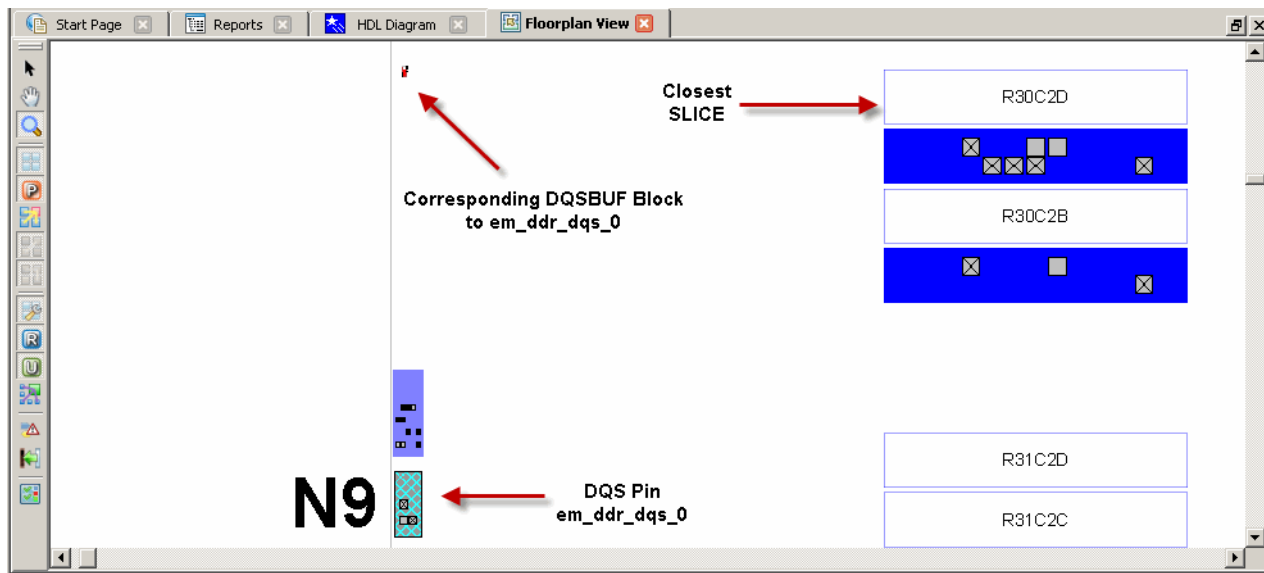 Start Page
Reports
HDL Diagram
Floorplan View
Closest
SLICE
R30C2D
Corresponding DQSBUF Block
to em_ddr_dqs_0
R30C2B
R31C2D
N9
DQS Pin
em_ddr_dqs_0
R31C2C
P
R
U